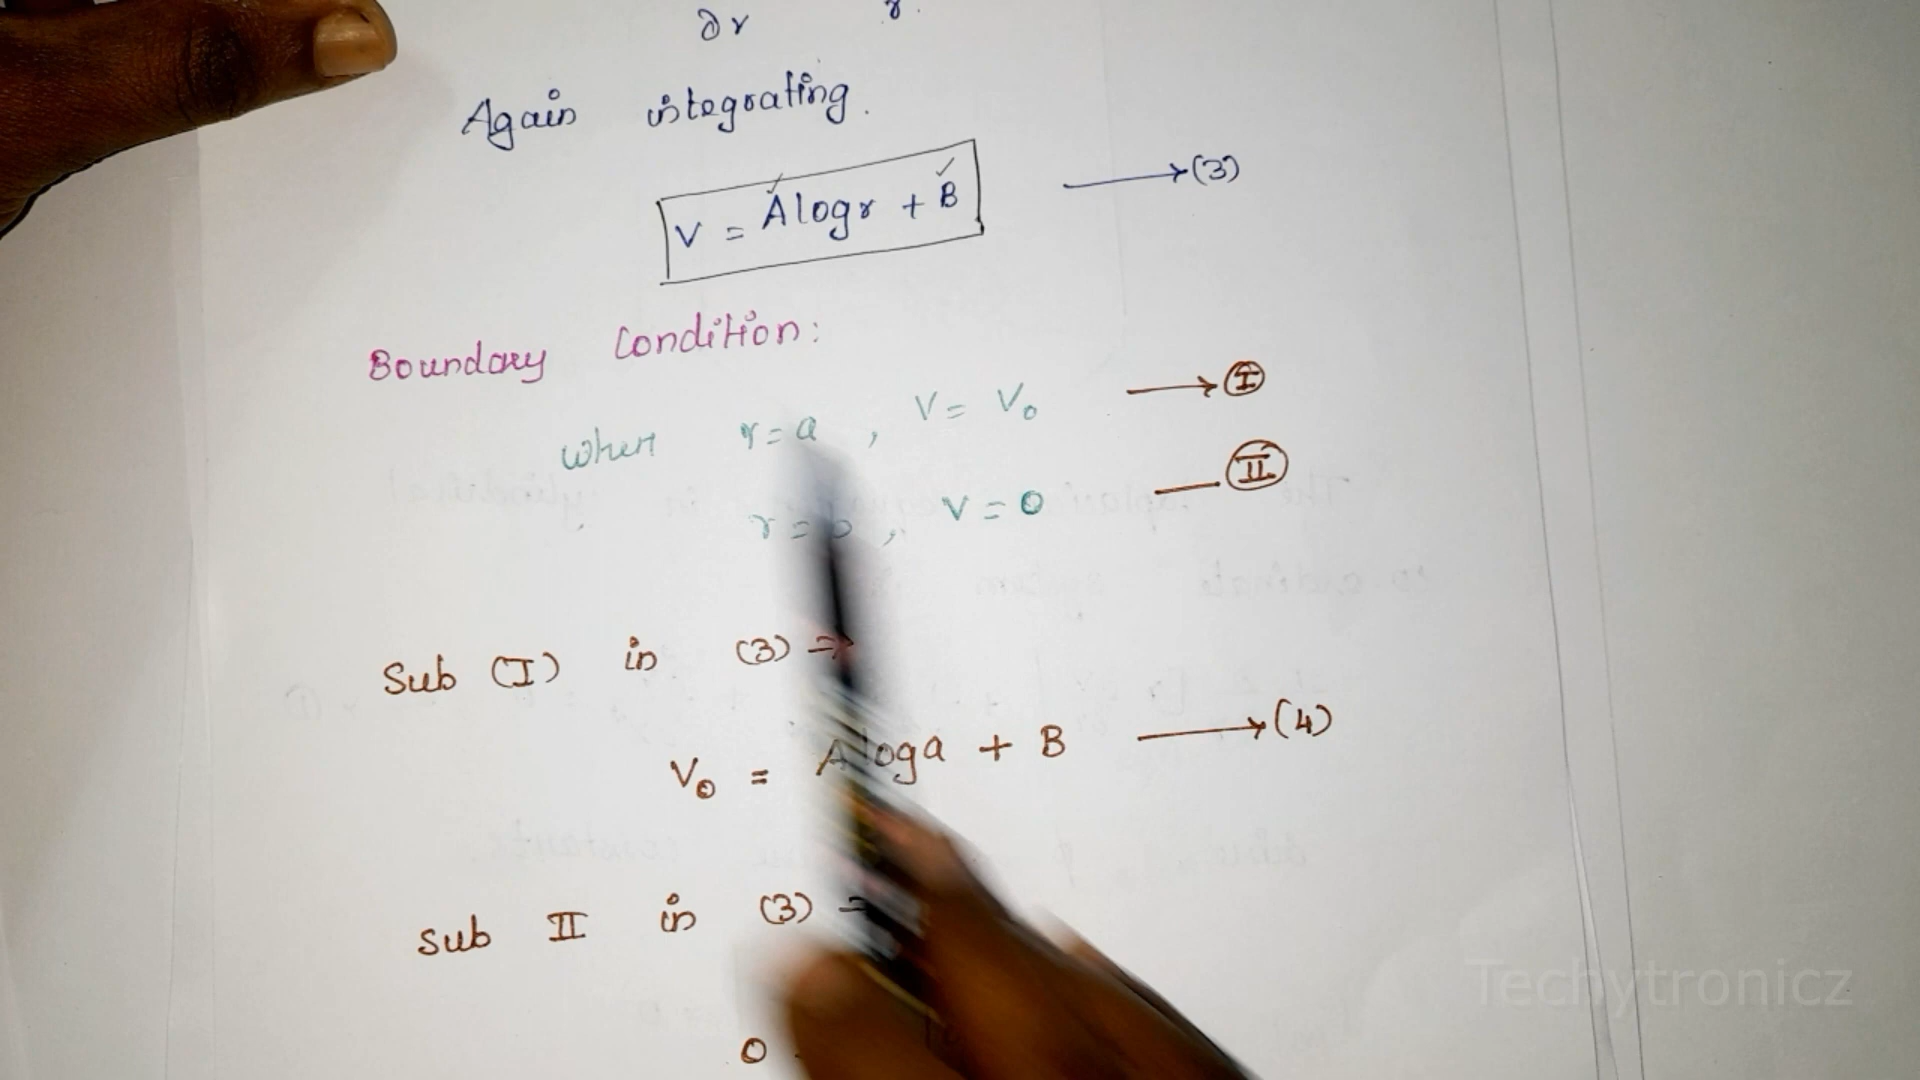 ∂r r.
Again integrating.
V = A log r + B ⟶ (3)
Boundary Condition:
when r = a , V = V₀ ⟶ I
r = b , V = 0 — II
Sub (I) in (3) ⇒
V₀ = A log a + B ⟶ (4)
Sub II in (3) =
0
Techytronicz